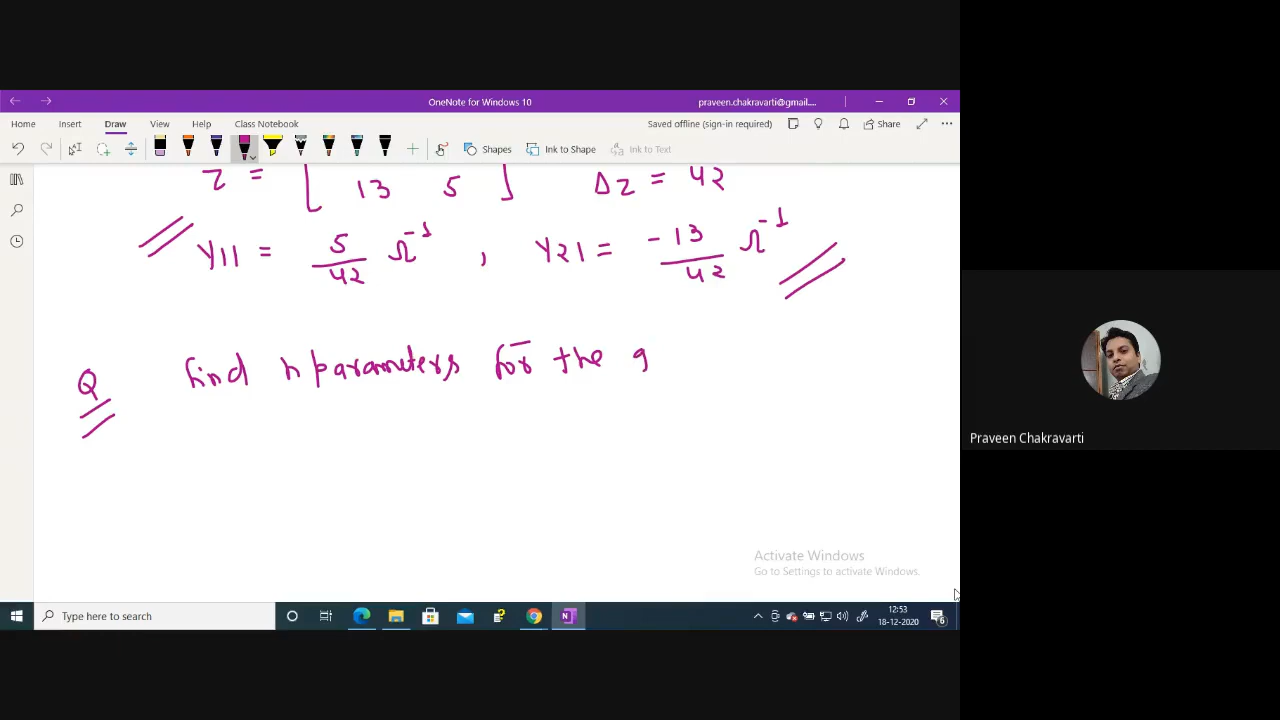 OneNote for Windows 10
praveen.chakravarti@gmail....
Home Insert Draw View Help Class Notebook
Saved offline (sign-in required) Share
Shapes Ink to Shape Ink to Text
Z = [ 13 5 ] ΔZ = 42
Y11 = 5/42 Ω⁻¹ , Y21 = -13/42 Ω⁻¹
Q find h parameters for the g
Praveen Chakravarti
Activate Windows
Go to Settings to activate Windows.
Type here to search
12:53
18-12-2020
6